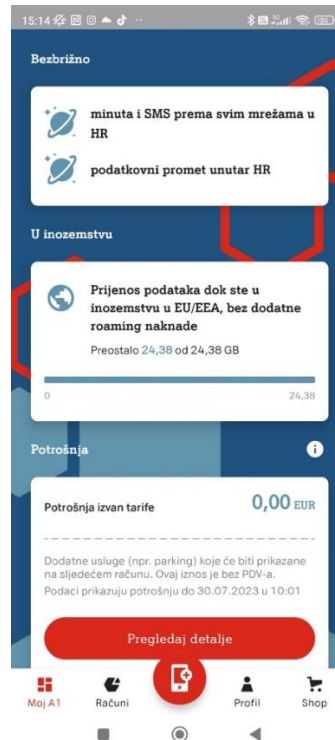 15:14
Bezbrižno
minuta i SMS prema svim mrežama u
HR
podatkovni promet unutar HR
U inozemstvu
Prijenos podataka dok ste u
inozemstvu u EU/EEA, bez dodatne
roaming naknade
Preostalo 24,38 od 24,38 GB
0 24,38
Potrošnja
Potrošnja izvan tarife 0,00 EUR
Dodatne usluge (npr. parking) koje će biti prikazane
na sljedećem računu. Ovaj iznos je bez PDV-a.
Podaci prikazuju potrošnju do 30.07.2023 u 10:01
Pregledaj detalje
Moj A1 Računi Profil Shop